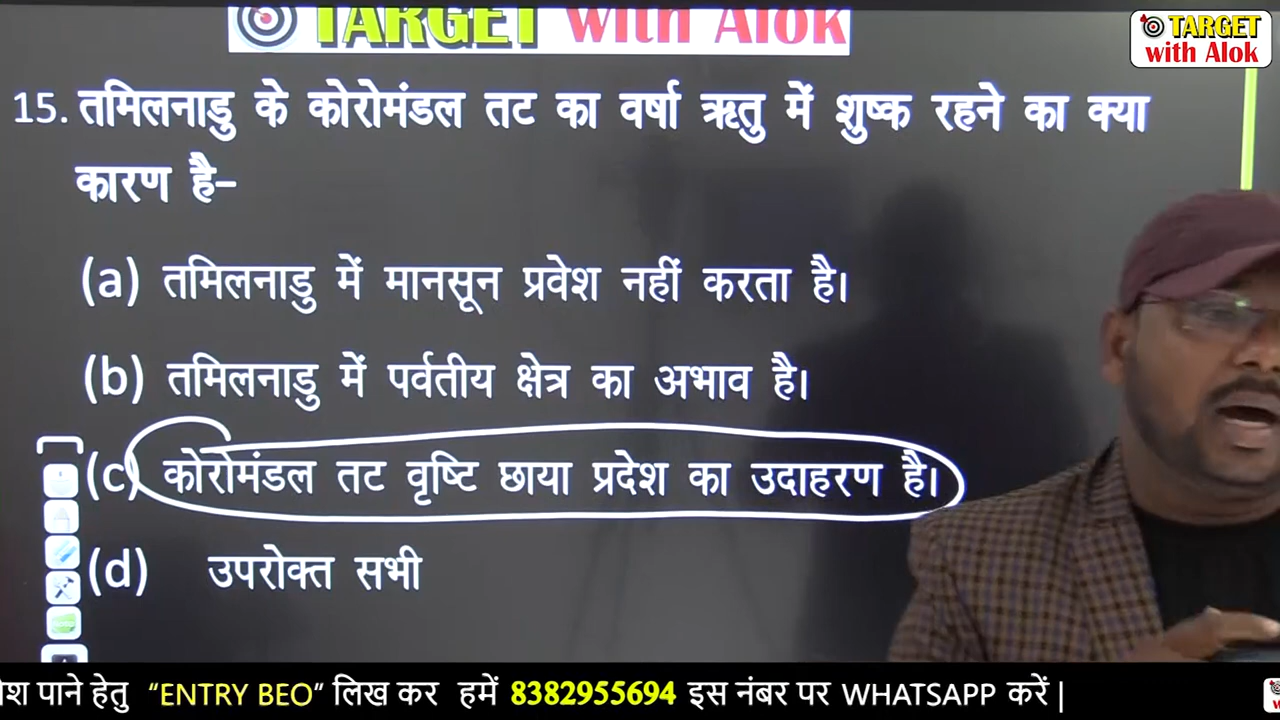 TARGET with Alok
TARGET
with Alok
15. तमिलनाडु के कोरोमंडल तट का वर्षा ऋतु में शुष्क रहने का क्या
कारण है–
(a) तमिलनाडु में मानसून प्रवेश नहीं करता है।
(b) तमिलनाडु में पर्वतीय क्षेत्र का अभाव है।
(c) कोरोमंडल तट वृष्टि छाया प्रदेश का उदाहरण है।
(d) उपरोक्त सभी
पाने हेतु “ENTRY BEO” लिख कर हमें 8382955694 इस नंबर पर WHATSAPP करें |